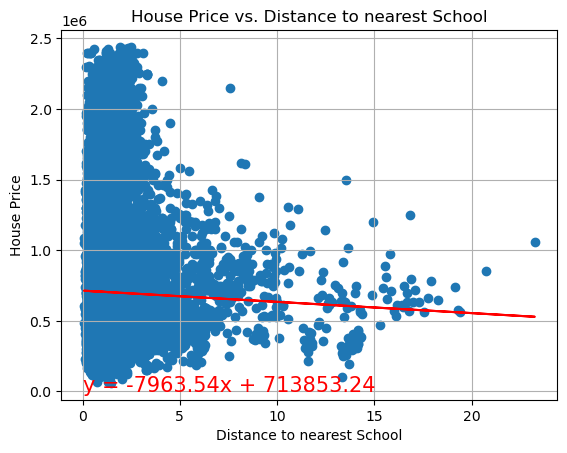 House Price vs. Distance to nearest School
1e6
2.5
2.0
1.5
1.0
0.5
0.0
House Price
y = -7963.54x + 713853.24
0 5 10 15 20
Distance to nearest School